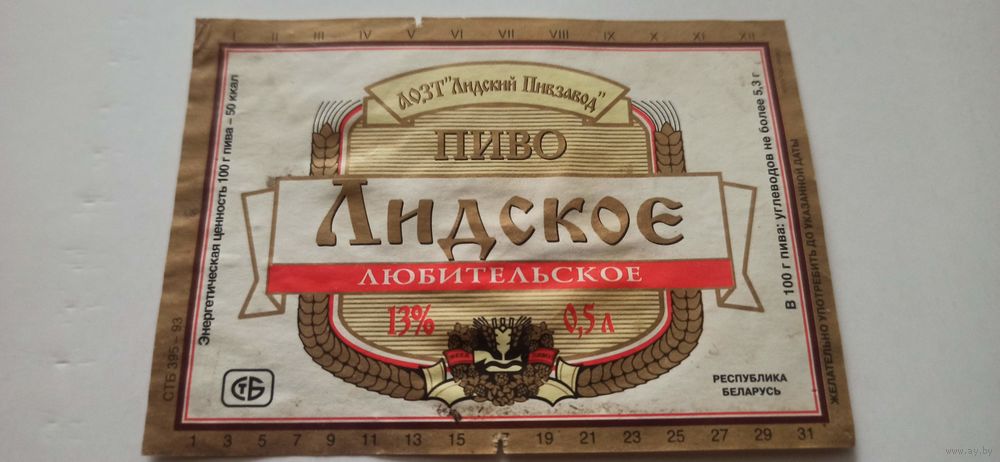 I II III IV V VI VII VIII IX X XI XII
АОЗТ "Лидский Пивзавод"
ПИВО
Лидское
ЛЮБИТЕЛЬСКОЕ
13% 0,5 л
Энергетическая ценность 100 г пива – 50 ккал
СТБ 395 – 93
СТБ
В 100 г пива: углеводов не более 5,3 г
ЖЕЛАТЕЛЬНО УПОТРЕБИТЬ ДО УКАЗАННОЙ ДАТЫ
РЕСПУБЛИКА
БЕЛАРУСЬ
1 3 5 7 9 11 13 15 17 19 21 23 25 27 29 31
www.ay.by